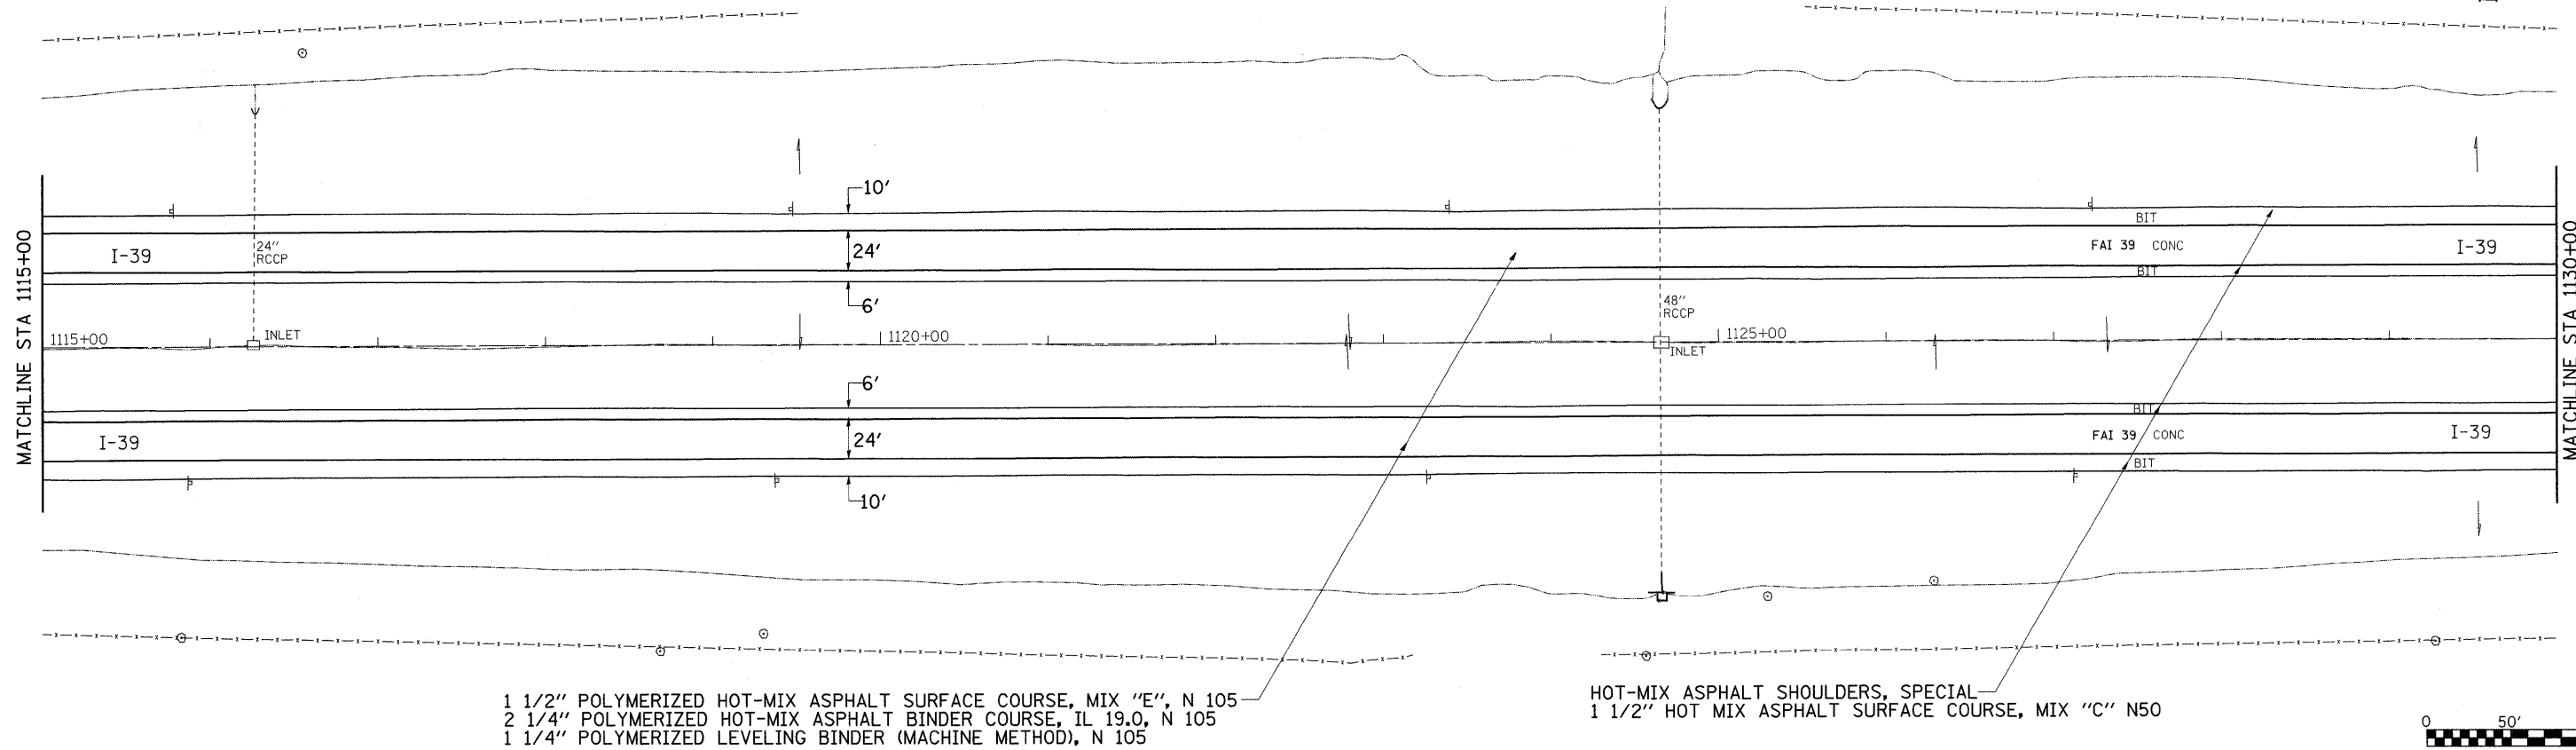 10'
BIT
MATCHLINE STA 1115+00
I-39
24"
RCCP
24'
FAI 39 CONC
I-39
MATCHLINE STA 1130+00
BIT
6'
48"
RCCP
1115+00
INLET
1120+00
INLET
1125+00
6'
BIT
I-39
24'
FAI 39 CONC
I-39
BIT
10'
1 1/2" POLYMERIZED HOT-MIX ASPHALT SURFACE COURSE, MIX "E", N 105
2 1/4" POLYMERIZED HOT-MIX ASPHALT BINDER COURSE, IL 19.0, N 105
1 1/4" POLYMERIZED LEVELING BINDER (MACHINE METHOD), N 105
HOT-MIX ASPHALT SHOULDERS, SPECIAL
1 1/2" HOT MIX ASPHALT SURFACE COURSE, MIX "C" N50
0 50'